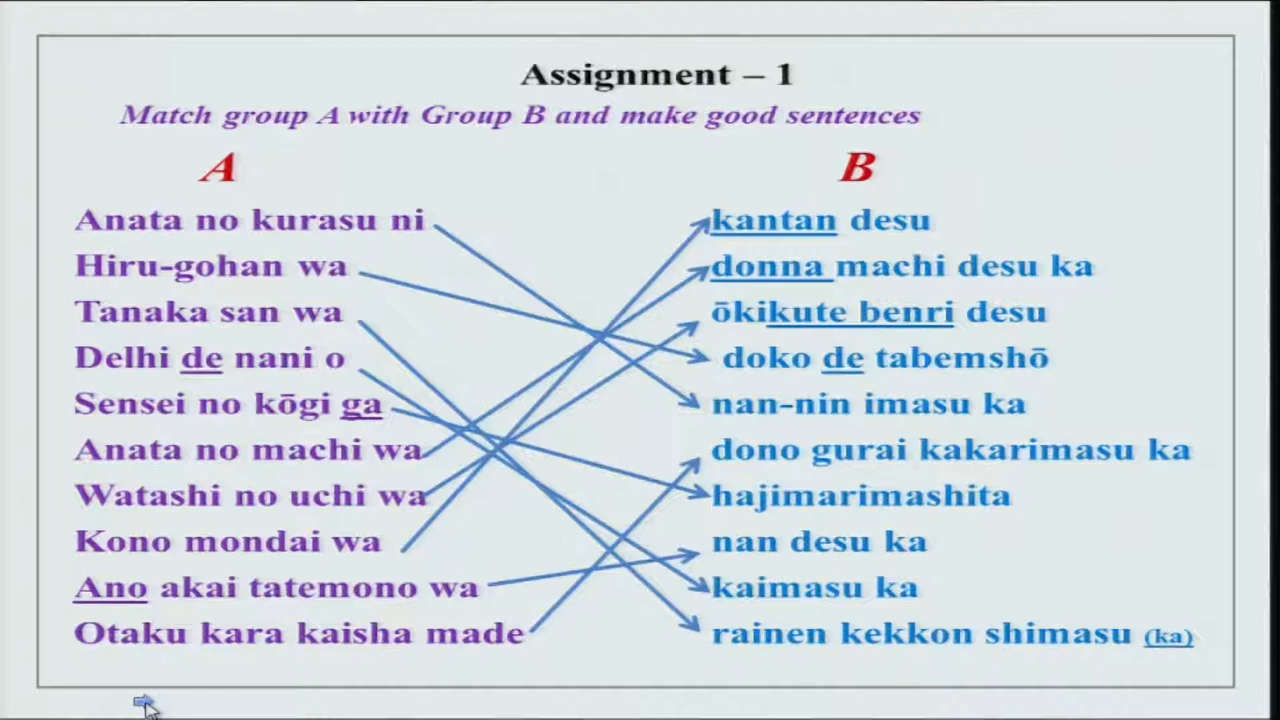 Assignment – 1
Match group A with Group B and make good sentences
A B
Anata no kurasu ni kantan desu
Hiru-gohan wa donna machi desu ka
Tanaka san wa ōkikute benri desu
Delhi de nani o doko de tabemshō
Sensei no kōgi ga nan-nin imasu ka
Anata no machi wa dono gurai kakarimasu ka
Watashi no uchi wa hajimarimashita
Kono mondai wa nan desu ka
Ano akai tatemono wa kaimasu ka
Otaku kara kaisha made rainen kekkon shimasu (ka)